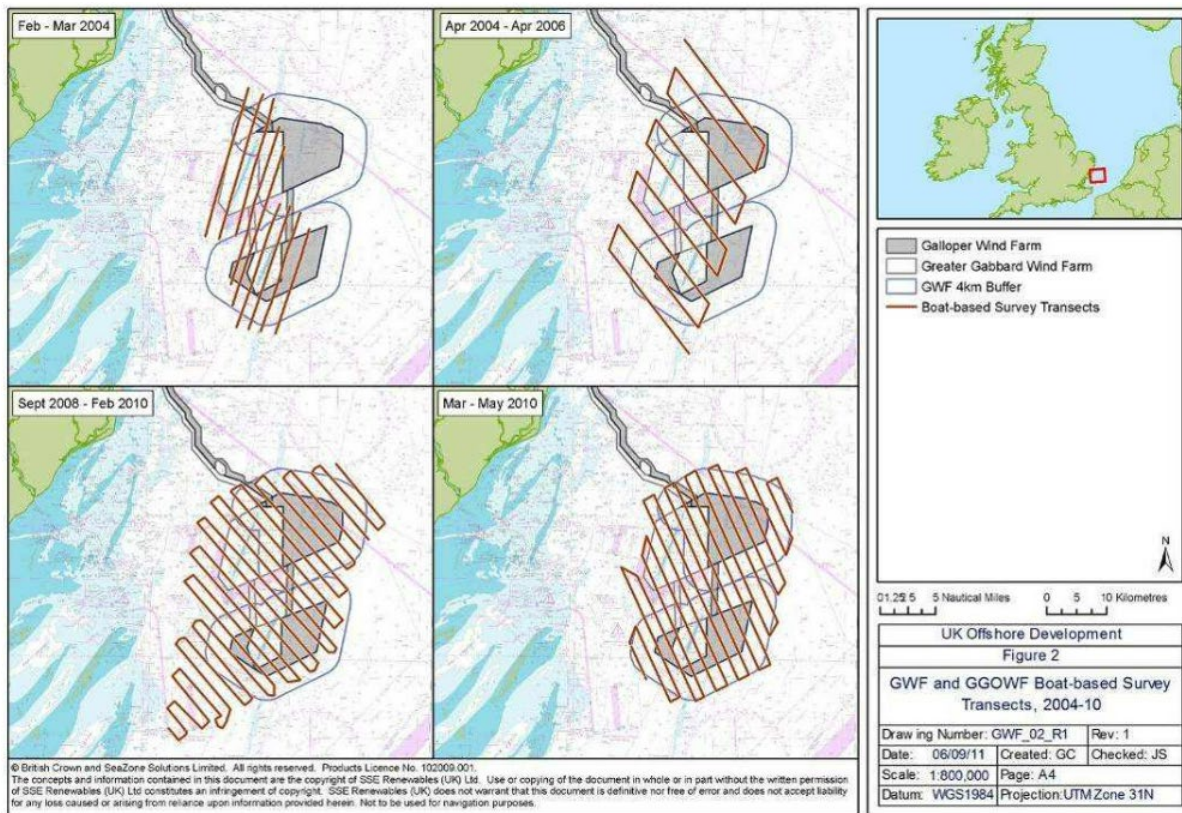 Feb - Mar 2004
Apr 2004 - Apr 2006
Sept 2008 - Feb 2010
Mar - May 2010
© British Crown and SeaZone Solutions Limited. All rights reserved. Products Licence No. 102009.001.
The concepts and information contained in this document are the copyright of SSE Renewables (UK) Ltd. Use or copying of the document in whole or in part without the written permission
of SSE Renewables (UK) Ltd constitutes an infringement of copyright. SSE Renewables (UK) does not warrant that this document is definitive nor free of error and does not accept liability
for any loss caused or arising from reliance upon information provided herein. Not to be used for navigation purposes.
Galloper Wind Farm
Greater Gabbard Wind Farm
GWF 4km Buffer
Boat-based Survey Transects
N
5 Nautical Miles 0 5 10 Kilometres
UK Offshore Development
Figure 2
GWF and GGOWF Boat-based Survey
Transects, 2004-10
Drawing Number: GWF_02_R1 Rev: 1
Date: 06/09/11 Created: GC Checked: JS
Scale: 1:800,000 Page: A4
Datum: WGS1984 Projection:UTM Zone 31N